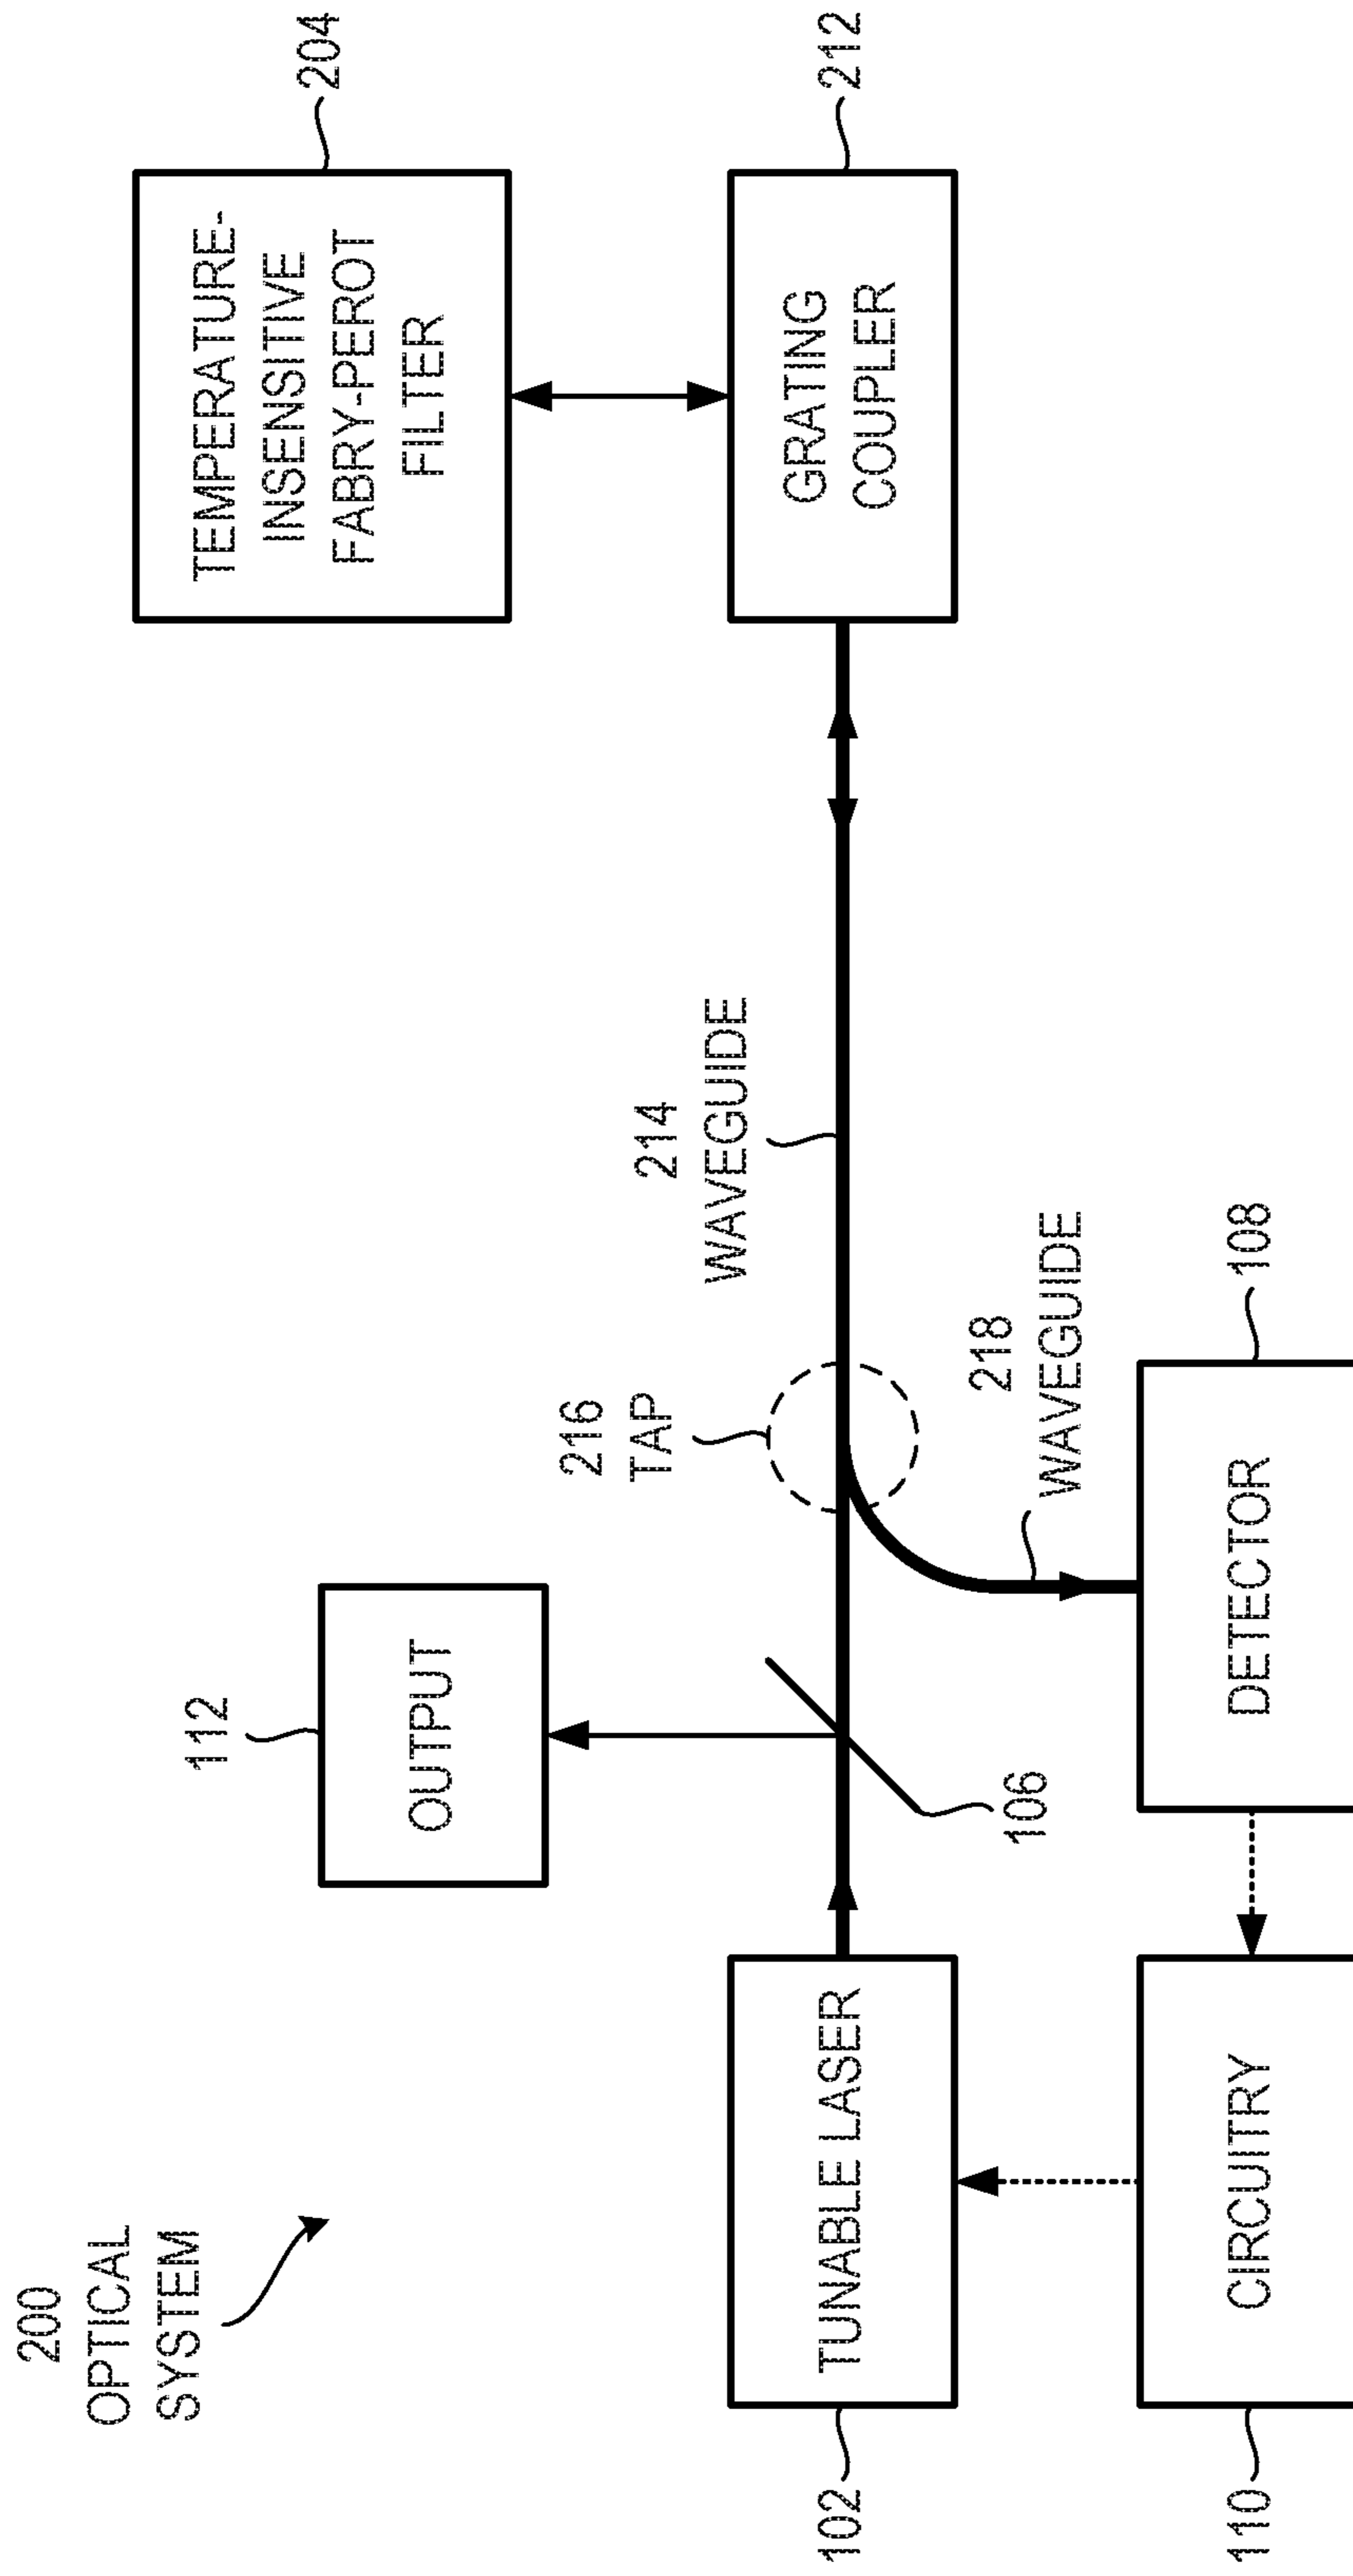 200
OPTICAL
SYSTEM
112
OUTPUT
204
TEMPERATURE-
INSENSITIVE
FABRY-PEROT
FILTER
216
TAP
214
WAVEGUIDE
102
TUNABLE LASER
106
GRATING
COUPLER
212
218
WAVEGUIDE
110
CIRCUITRY
DETECTOR
108